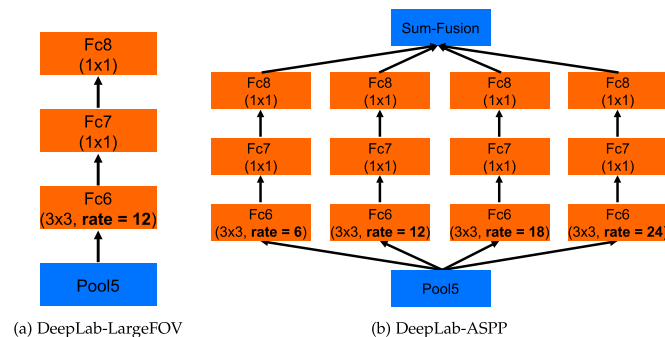 Fc8
(1x1)
Fc7
(1x1)
Fc6
(3x3, rate = 12)
Pool5
(a) DeepLab-LargeFOV
Sum-Fusion
Fc8
(1x1)
Fc8
(1x1)
Fc8
(1x1)
Fc8
(1x1)
Fc7
(1x1)
Fc7
(1x1)
Fc7
(1x1)
Fc7
(1x1)
Fc6
(3x3, rate = 6)
Fc6
(3x3, rate = 12)
Fc6
(3x3, rate = 18)
Fc6
(3x3, rate = 24)
Pool5
(b) DeepLab-ASPP